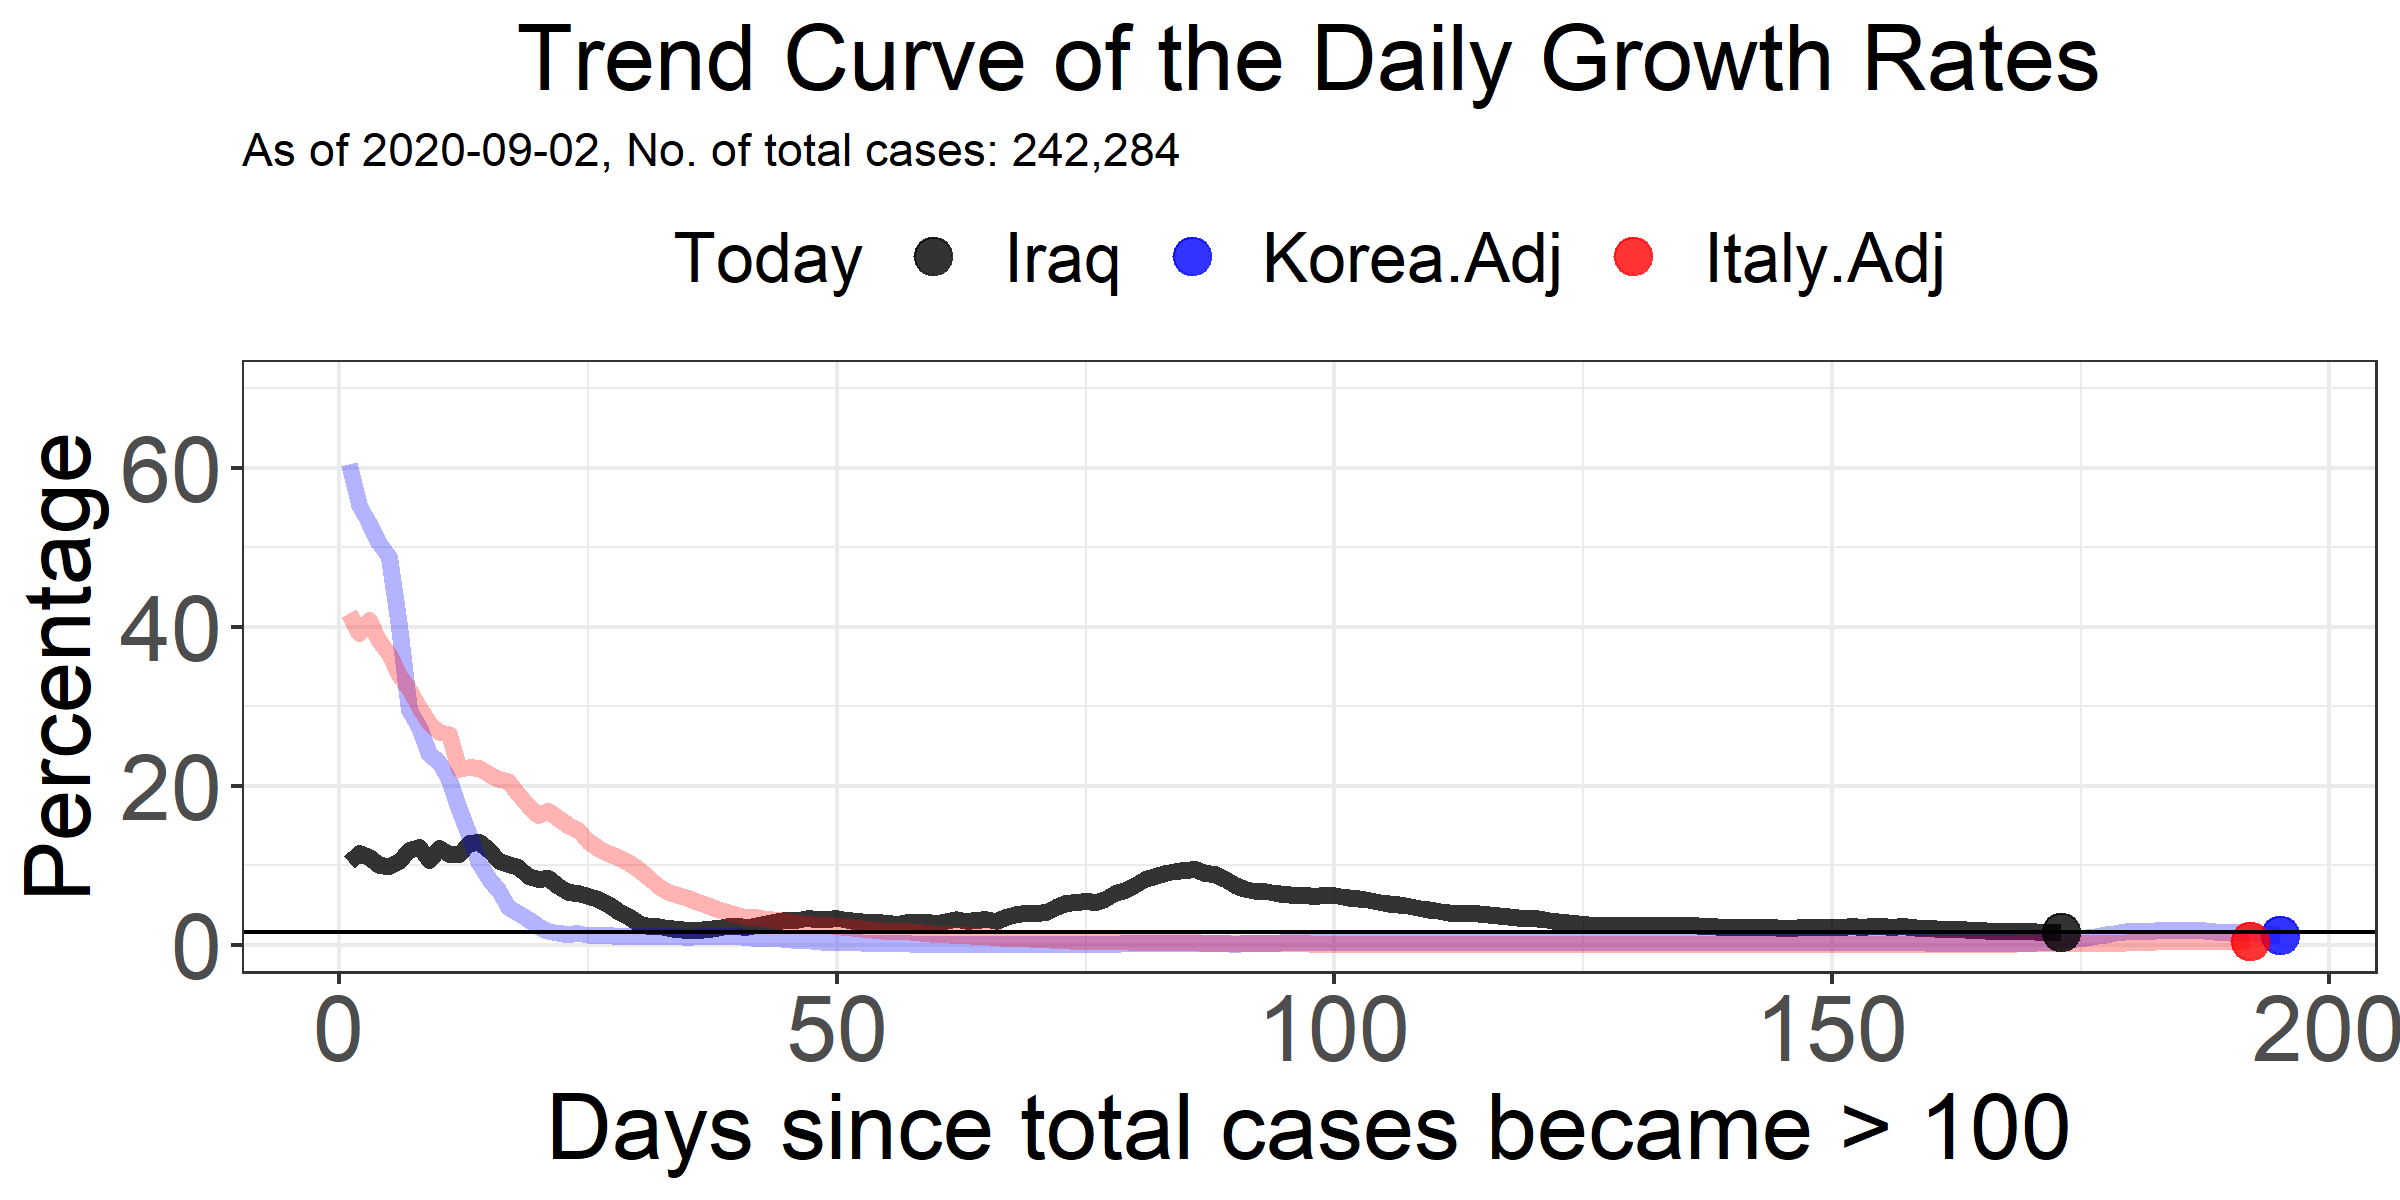 Trend Curve of the Daily Growth Rates
As of 2020-09-02, No. of total cases: 242,284
Today Iraq Korea.Adj Italy.Adj
Percentage
60
40
20
0
0 50 100 150 200
Days since total cases became > 100